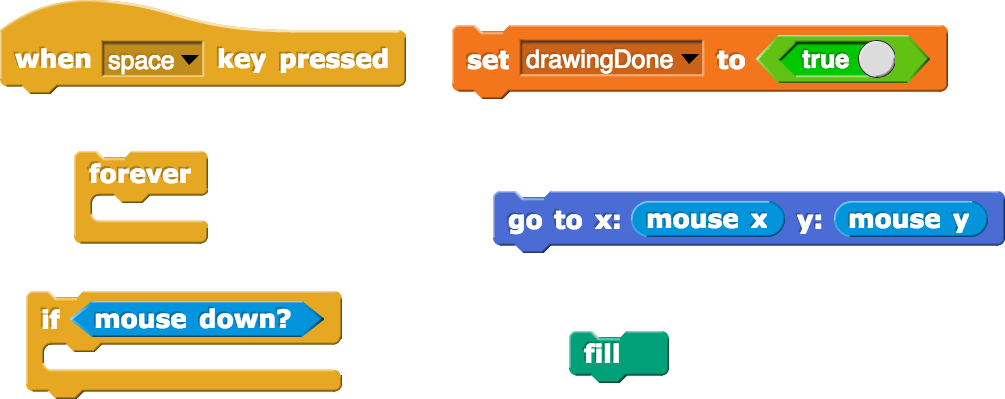 when space key pressed
set drawingDone to true
forever
go to x: mouse x y: mouse y
if mouse down?
fill